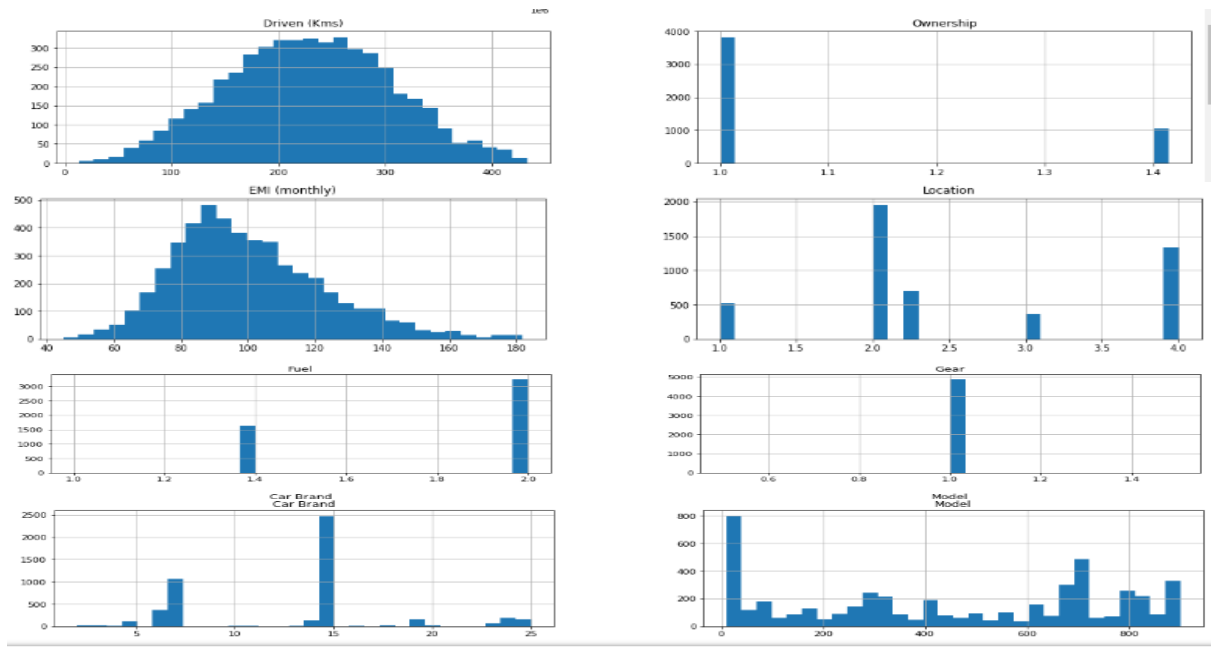 1e6
Driven (Kms)
300
250
200
150
100
50
0
0 100 200 300 400
Ownership
4000
3000
2000
1000
0
1.0 1.1 1.2 1.3 1.4
EMI (monthly)
500
400
300
200
100
0
40 60 80 100 120 140 160 180
Location
2000
1500
1000
500
0
1.0 1.5 2.0 2.5 3.0 3.5 4.0
Fuel
3000
2500
2000
1500
1000
500
0
1.0 1.2 1.4 1.6 1.8 2.0
Gear
5000
4000
3000
2000
1000
0
0.6 0.8 1.0 1.2 1.4
Car Brand
Car Brand
2500
2000
1500
1000
500
0
5 10 15 20 25
Model
Model
800
600
400
200
0
0 200 400 600 800